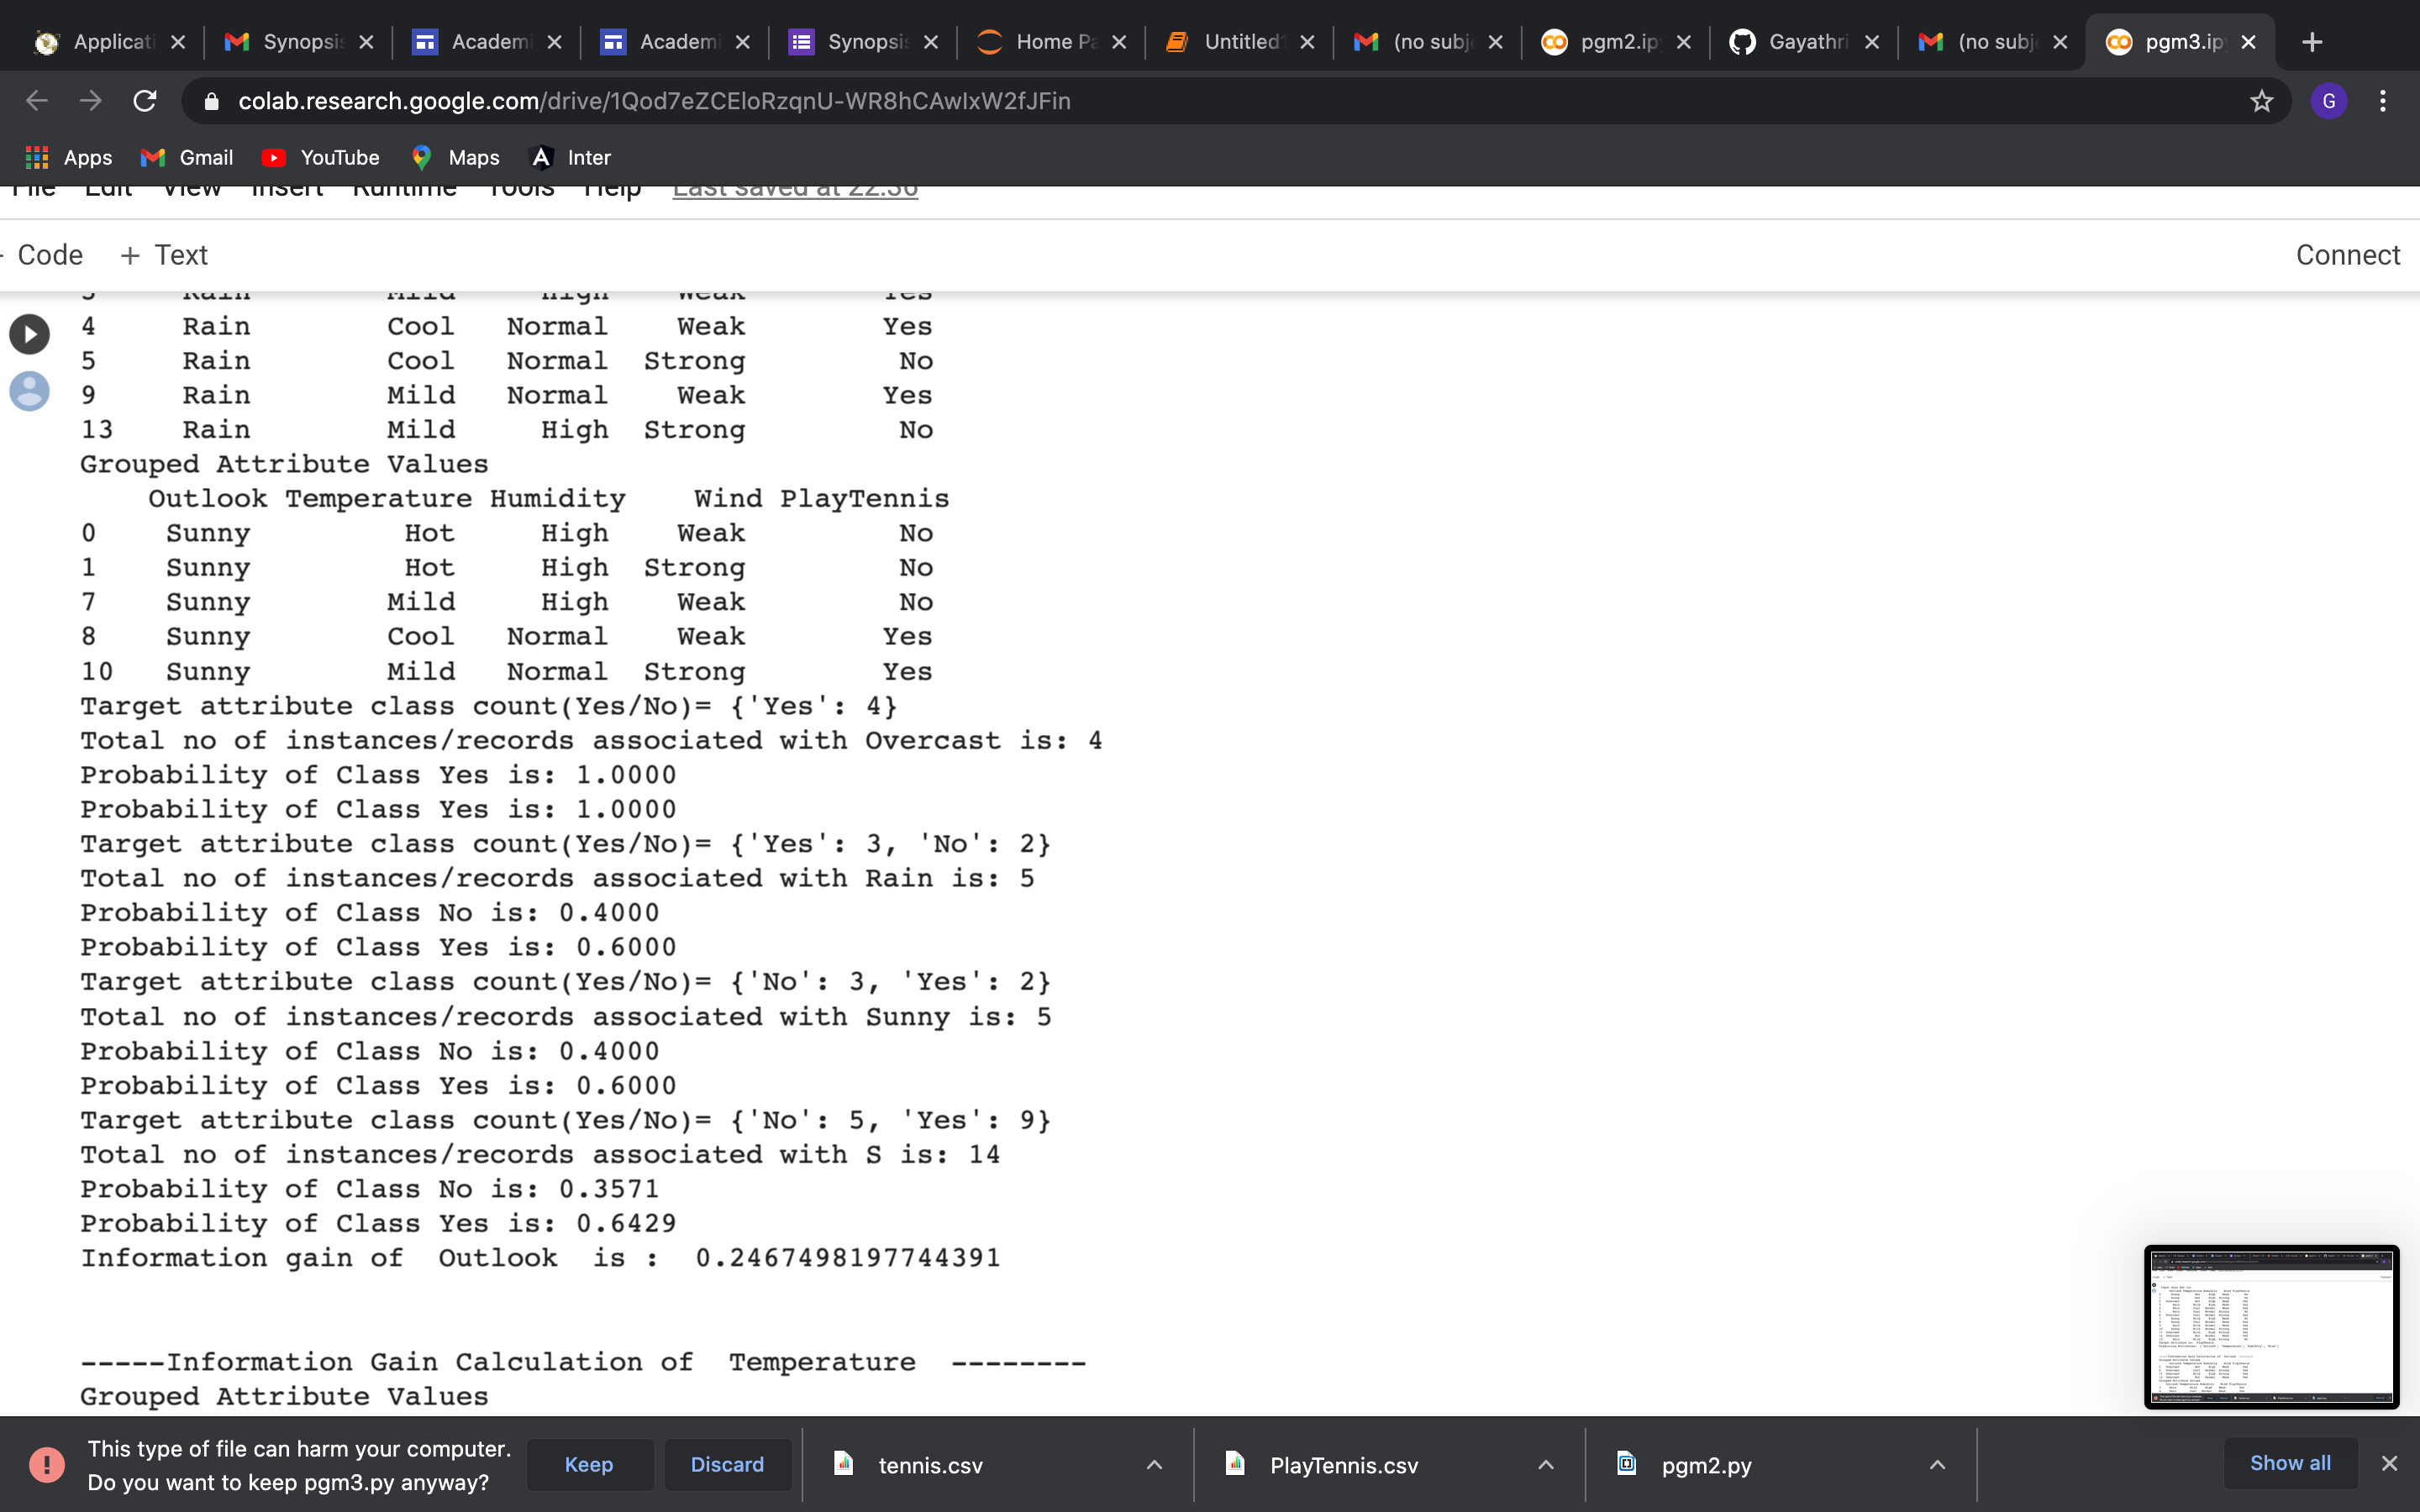 Applicati
Synopsis
Academi
Academi
Synopsis
Home Pa
Untitled1
(no subje
pgm2.ip
Gayathri
(no subj
pgm3.ip
colab.research.google.com/drive/1Qod7eZCEloRzqnU-WR8hCAwIxW2fJFin
G
Apps Gmail YouTube Maps Inter
File Edit View Insert Runtime Tools Help Last saved at 22:36
Code + Text Connect
3 Rain Mild High Weak Yes
4 Rain Cool Normal Weak Yes
5 Rain Cool Normal Strong No
9 Rain Mild Normal Weak Yes
13 Rain Mild High Strong No
Grouped Attribute Values
Outlook Temperature Humidity Wind PlayTennis
0 Sunny Hot High Weak No
1 Sunny Hot High Strong No
7 Sunny Mild High Weak No
8 Sunny Cool Normal Weak Yes
10 Sunny Mild Normal Strong Yes
Target attribute class count(Yes/No)= {'Yes': 4}
Total no of instances/records associated with Overcast is: 4
Probability of Class Yes is: 1.0000
Probability of Class Yes is: 1.0000
Target attribute class count(Yes/No)= {'Yes': 3, 'No': 2}
Total no of instances/records associated with Rain is: 5
Probability of Class No is: 0.4000
Probability of Class Yes is: 0.6000
Target attribute class count(Yes/No)= {'No': 3, 'Yes': 2}
Total no of instances/records associated with Sunny is: 5
Probability of Class No is: 0.4000
Probability of Class Yes is: 0.6000
Target attribute class count(Yes/No)= {'No': 5, 'Yes': 9}
Total no of instances/records associated with S is: 14
Probability of Class No is: 0.3571
Probability of Class Yes is: 0.6429
Information gain of Outlook is : 0.2467498197744391
-----Information Gain Calculation of Temperature --------
Grouped Attribute Values
This type of file can harm your computer.
Do you want to keep pgm3.py anyway?
Keep
Discard
tennis.csv
PlayTennis.csv
pgm2.py
Show all